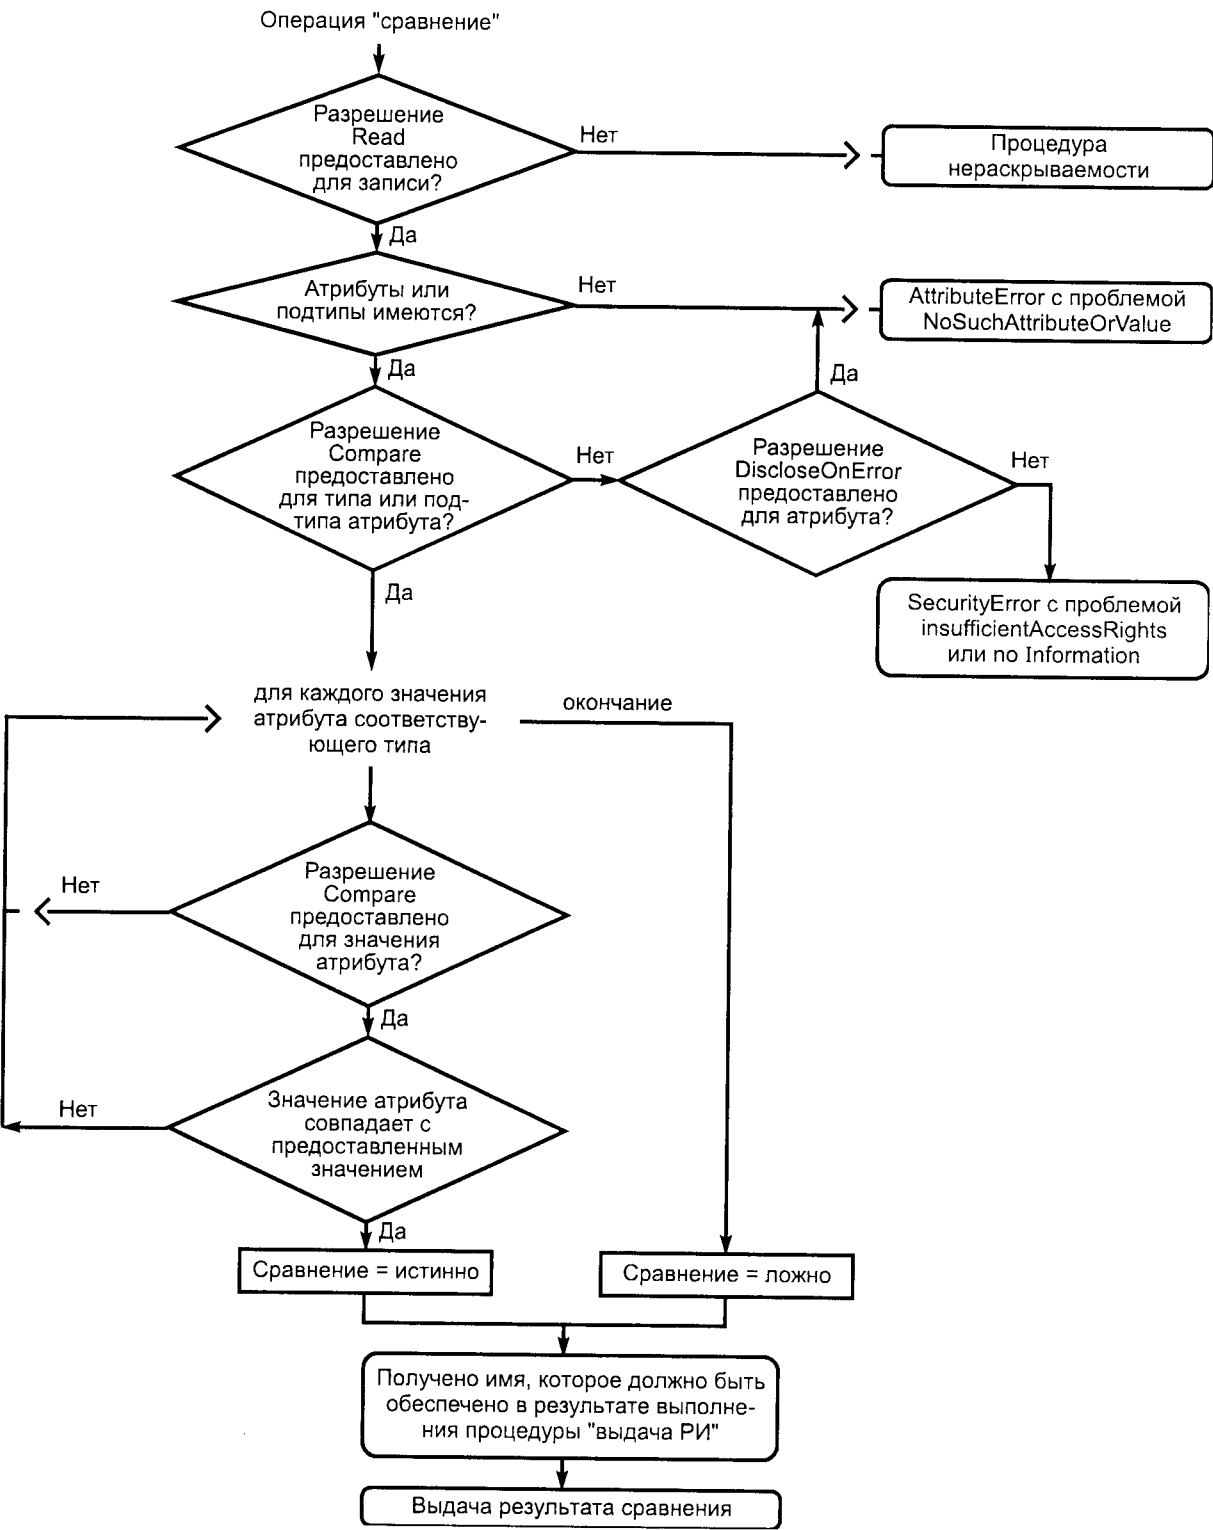 Операция "сравнение"
Разрешение
Read
предоставлено
для записи?
Нет
Процедура
нераскрываемости
Да
Атрибуты или
подтипы имеются?
Нет
AttributeError с проблемой
NoSuchAttributeOrValue
Да
Разрешение
Compare
предоставлено
для типа или под-
типа атрибута?
Нет
Да
Разрешение
DiscloseOnError
предоставлено
для атрибута?
Нет
SecurityError с проблемой
insufficientAccessRights
или no Information
Да
для каждого значения
атрибута соответству-
ющего типа
окончание
Разрешение
Compare
предоставлено
для значения
атрибута?
Нет
Да
Значение атрибута
совпадает с
предоставленным
значением
Нет
Да
Сравнение = истинно
Сравнение = ложно
Получено имя, которое должно быть
обеспечено в результате выполне-
ния процедуры "выдача РИ"
Выдача результата сравнения